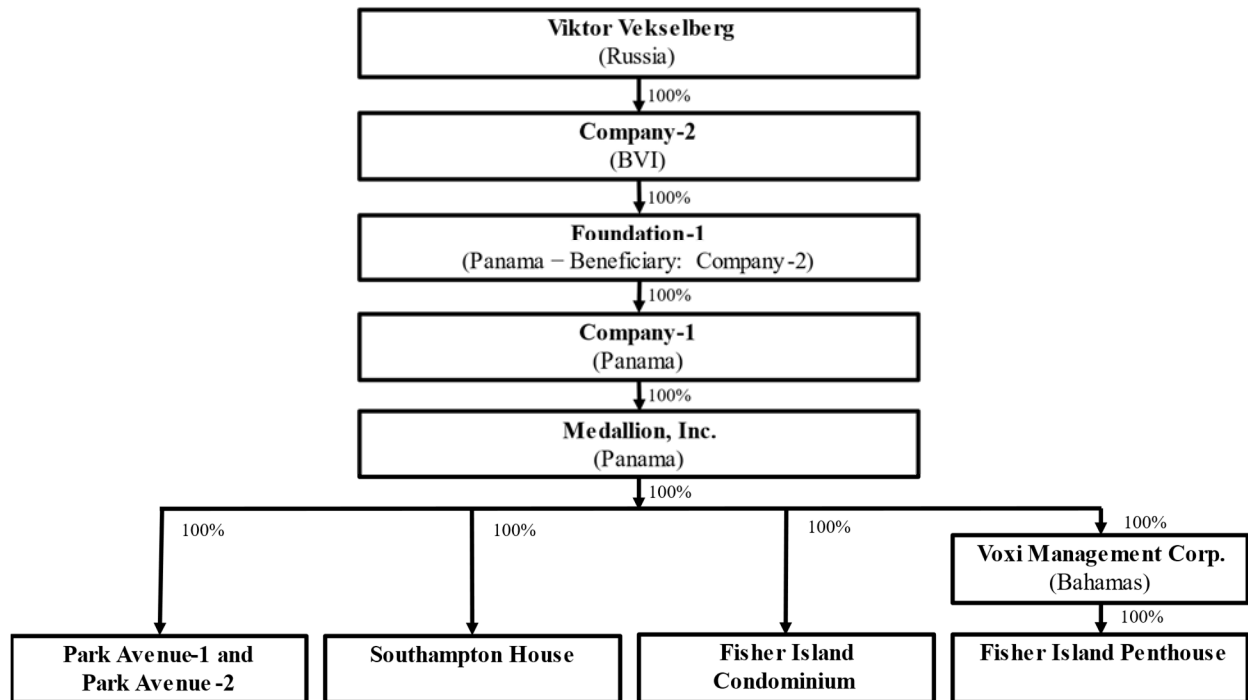 Viktor Vekselberg
(Russia)
100%
Company-2
(BVI)
100%
Foundation-1
(Panama − Beneficiary: Company-2)
100%
Company-1
(Panama)
100%
Medallion, Inc.
(Panama)
100%
100%
100%
100%
100%
Voxi Management Corp.
(Bahamas)
100%
Park Avenue-1 and
Park Avenue-2
Southampton House
Fisher Island
Condominium
Fisher Island Penthouse